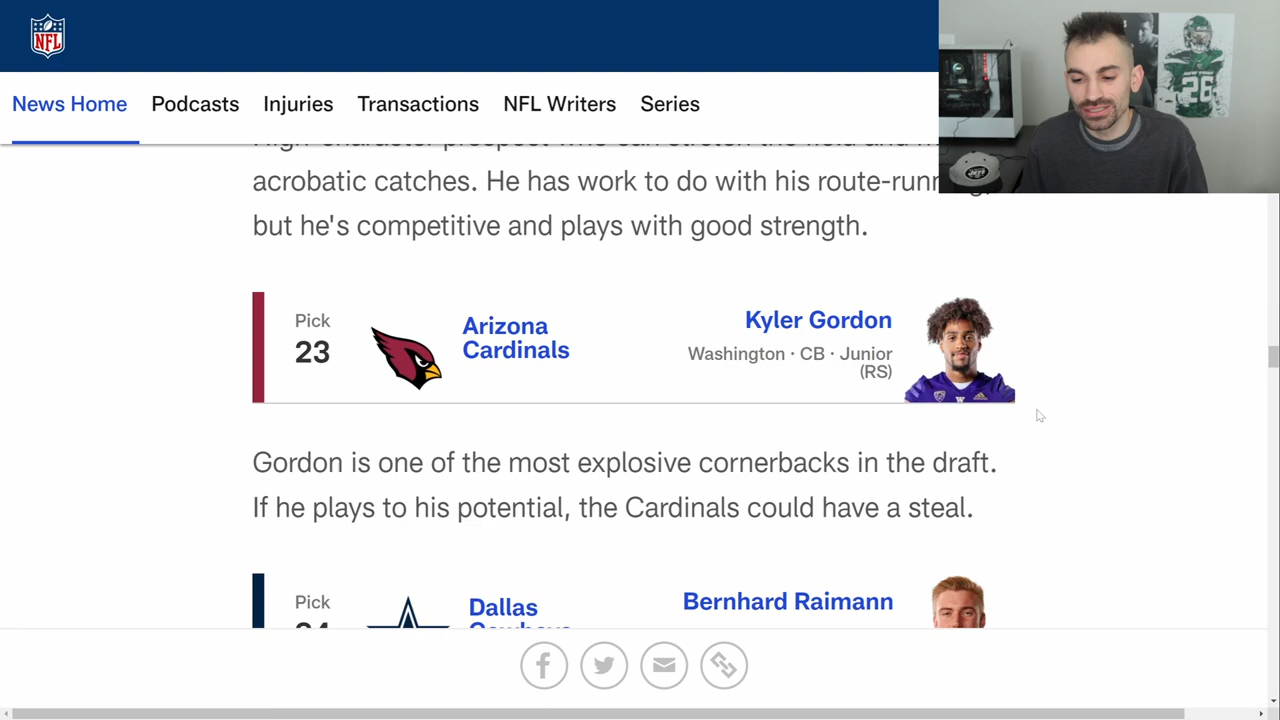 NFL
News Home Podcasts Injuries Transactions NFL Writers Series
acrobatic catches. He has work to do with his
but he's competitive and plays with good strength.
Pick
23
Arizona
Cardinals
Kyler Gordon
Washington · CB · Junior
(RS)
Gordon is one of the most explosive cornerbacks in the draft.
If he plays to his potential, the Cardinals could have a steal.
Pick
Dallas
Bernhard Raimann
26
JETS